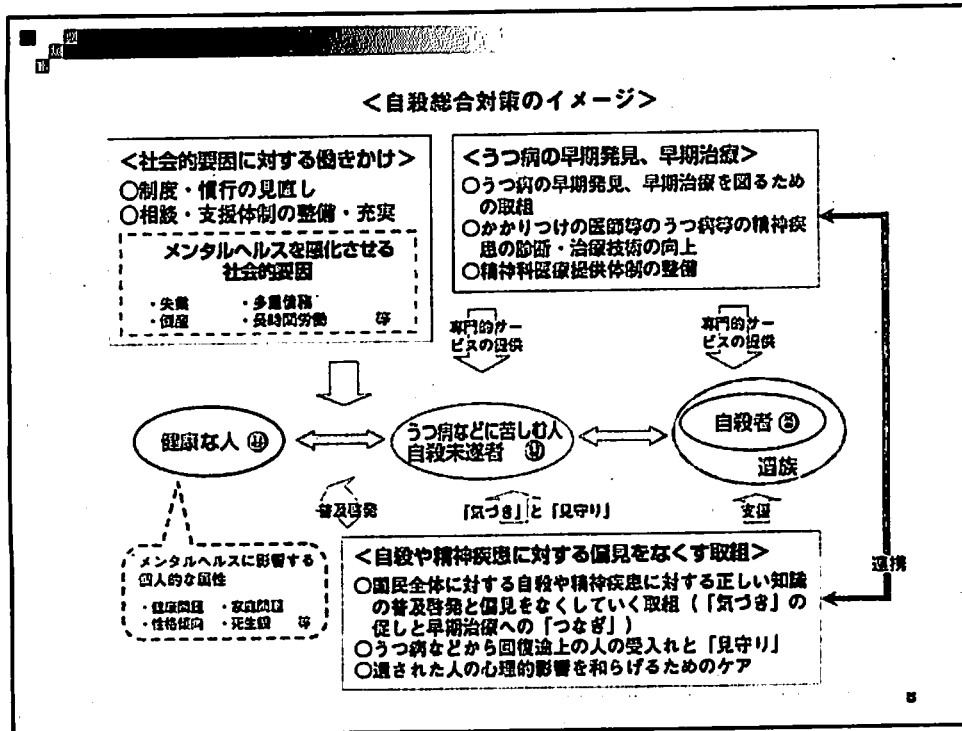 ＜自殺総合対策のイメージ＞
＜社会的要因に対する働きかけ＞
○制度・慣行の見直し
○相談・支援体制の整備・充実
メンタルヘルスを悪化させる
社会的要因
・失業　・多重債務
・倒産　・長時間労働　等
＜うつ病の早期発見、早期治療＞
○うつ病の早期発見、早期治療を図るため
の取組
○かかりつけの医師等のうつ病等の精神疾
患の診断・治療技術の向上
○精神科医療提供体制の整備
専門的サー
ビスの提供
専門的サー
ビスの提供
健康な人
うつ病などに苦しむ人
自殺未遂者
自殺者
遺族
普及啓発
「気づき」と「見守り」
支援
連携
メンタルヘルスに影響する
個人的な属性
・健康問題　・家庭問題
・性格傾向　・死生観　等
＜自殺や精神疾患に対する偏見をなくす取組＞
○国民全体に対する自殺や精神疾患に対する正しい知識
の普及啓発と偏見をなくしていく取組（「気づき」の
促しと早期治療への「つなぎ」）
○うつ病などから回復途上の人の受入れと「見守り」
○遺された人の心理的影響を和らげるためのケア
5